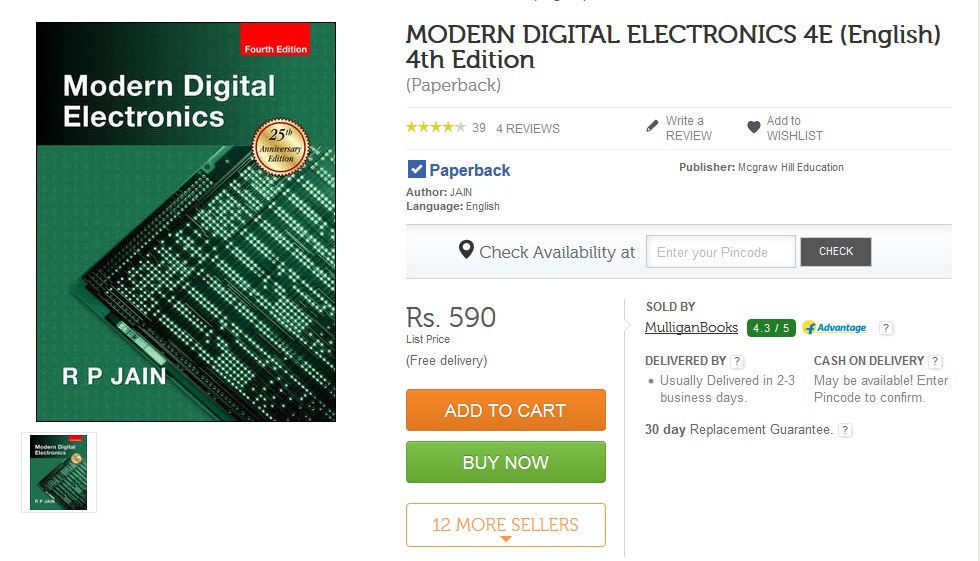 Fourth Edition
Modern Digital
Electronics
25th
Anniversary
Edition
R P JAIN
Modern Digital
Electronics
R P JAIN
MODERN DIGITAL ELECTRONICS 4E (English)
4th Edition
(Paperback)
39 4 REVIEWS
Write a
REVIEW
Add to
WISHLIST
Paperback
Publisher: Mcgraw Hill Education
Author: JAIN
Language: English
Check Availability at
Enter your Pincode
CHECK
Rs. 590
List Price
(Free delivery)
ADD TO CART
BUY NOW
12 MORE SELLERS
SOLD BY
MulliganBooks 4.3 / 5 f Advantage ?
DELIVERED BY ?
Usually Delivered in 2-3
business days.
CASH ON DELIVERY ?
May be available! Enter
Pincode to confirm.
30 day Replacement Guarantee. ?